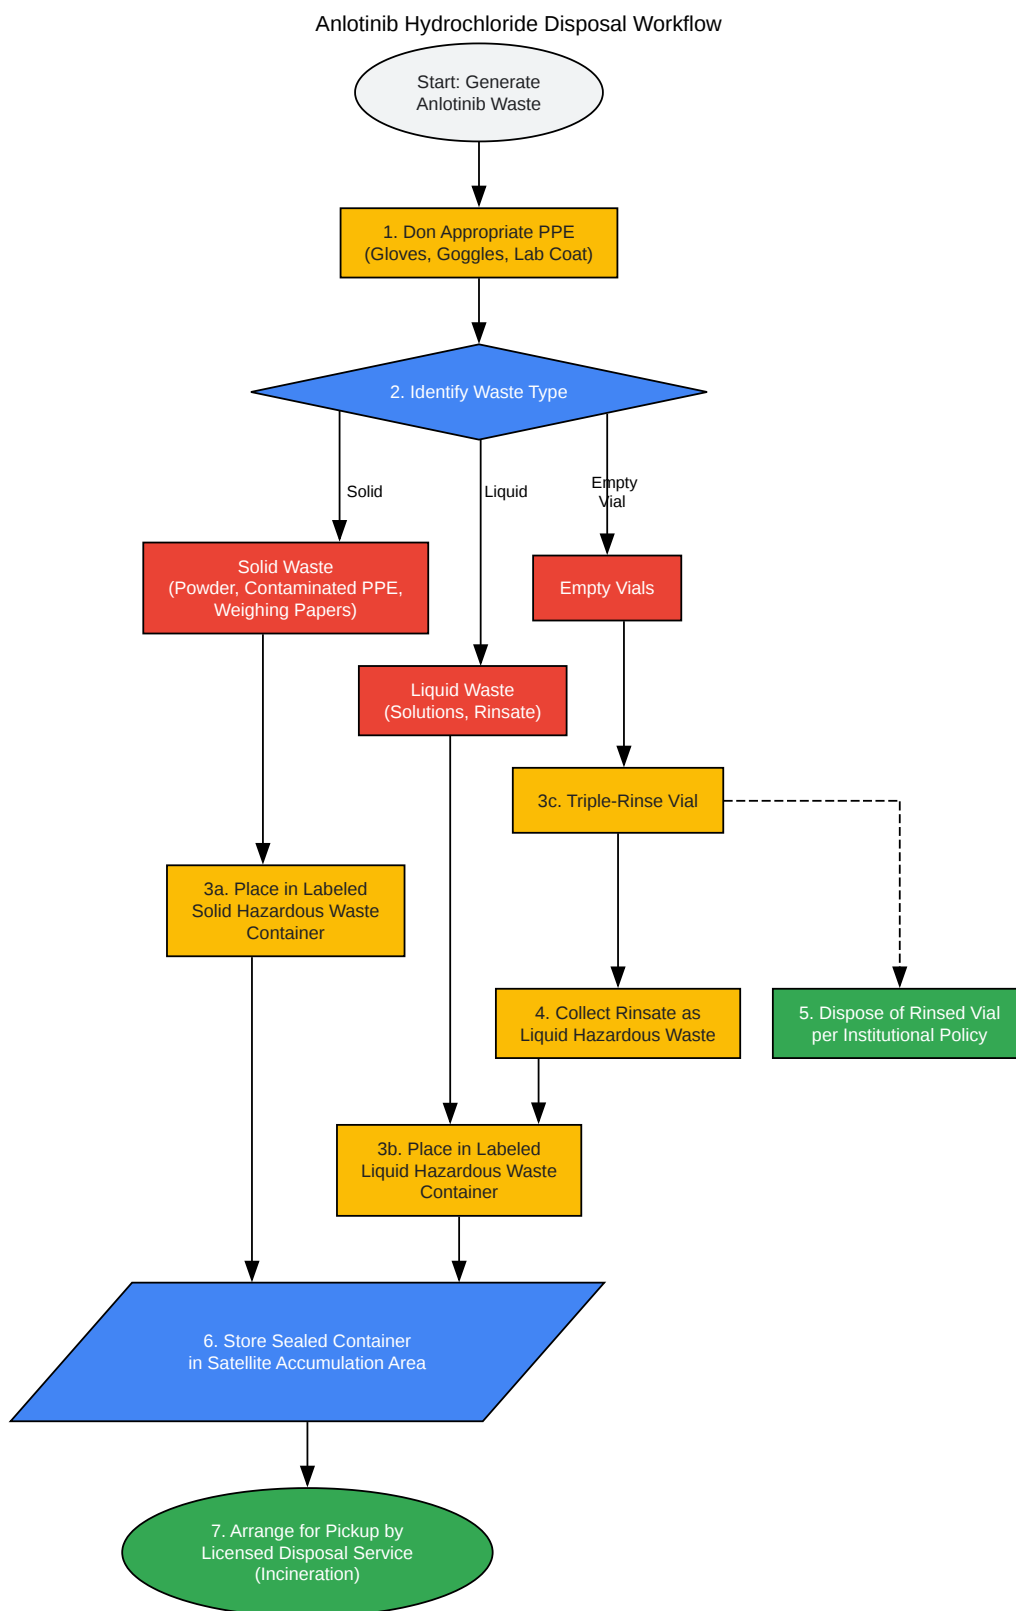 Anlotinib Hydrochloride Disposal Workflow
Start: Generate
Anlotinib Waste
1. Don Appropriate PPE
(Gloves, Goggles, Lab Coat)
2. Identify Waste Type
Solid
Liquid
Empty
Vial
Solid Waste
(Powder, Contaminated PPE,
Weighing Papers)
Empty Vials
Liquid Waste
(Solutions, Rinsate)
3c. Triple-Rinse Vial
3a. Place in Labeled
Solid Hazardous Waste
Container
4. Collect Rinsate as
Liquid Hazardous Waste
5. Dispose of Rinsed Vial
per Institutional Policy
3b. Place in Labeled
Liquid Hazardous Waste
Container
6. Store Sealed Container
in Satellite Accumulation Area
7. Arrange for Pickup by
Licensed Disposal Service
(Incineration)